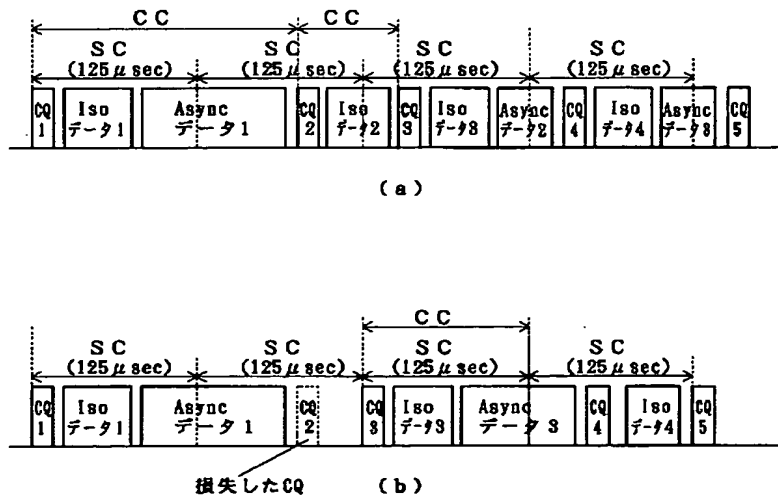 CC CC
SC SC SC SC
(125μsec) (125μsec) (125μsec) (125μsec)
CQ Iso Async CQ Iso CQ Iso Async CQ Iso Async CQ
1 データ1 データ1 2 データ2 3 データ3 データ2 4 データ4 データ3 5
(a)
CC
SC SC SC SC
(125μsec) (125μsec) (125μsec) (125μsec)
CQ Iso Async CQ CQ Iso Async CQ Iso CQ
1 データ1 データ1 2 3 データ3 データ3 4 データ4 5
損失したCQ (b)